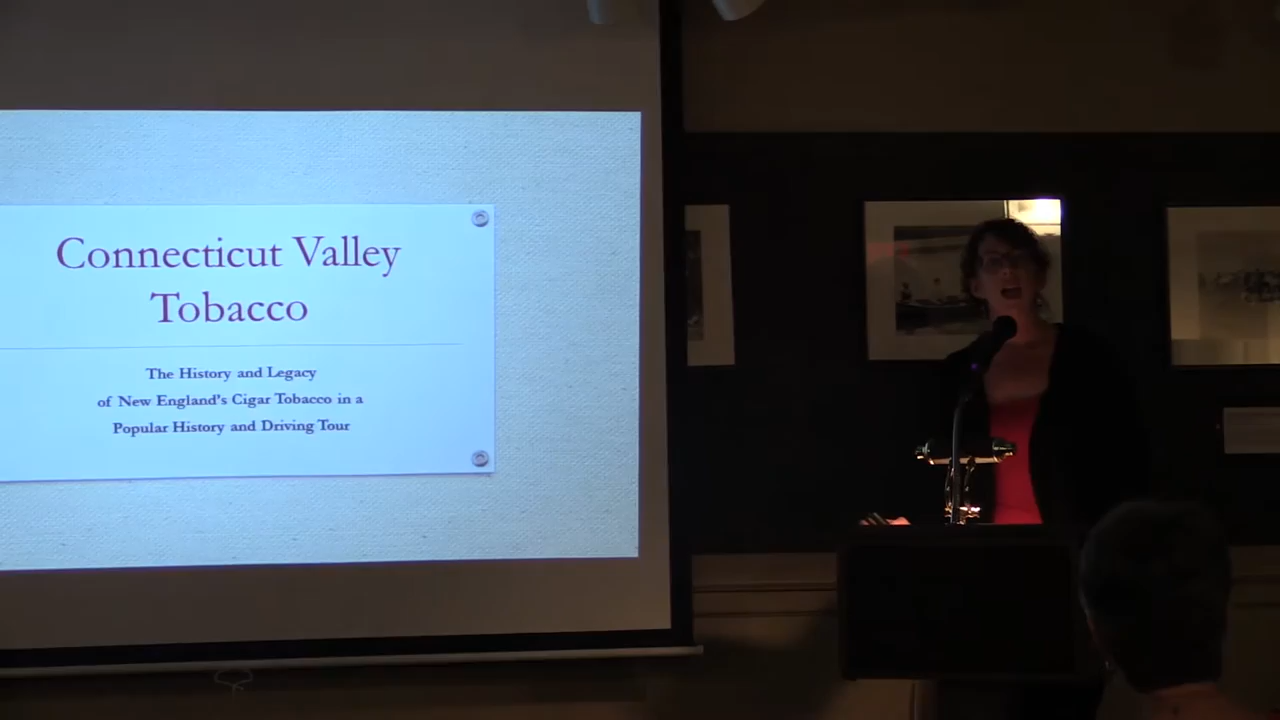 Connecticut Valley
Tobacco
The History and Legacy
of New England's Cigar Tobacco in a
Popular History and Driving Tour